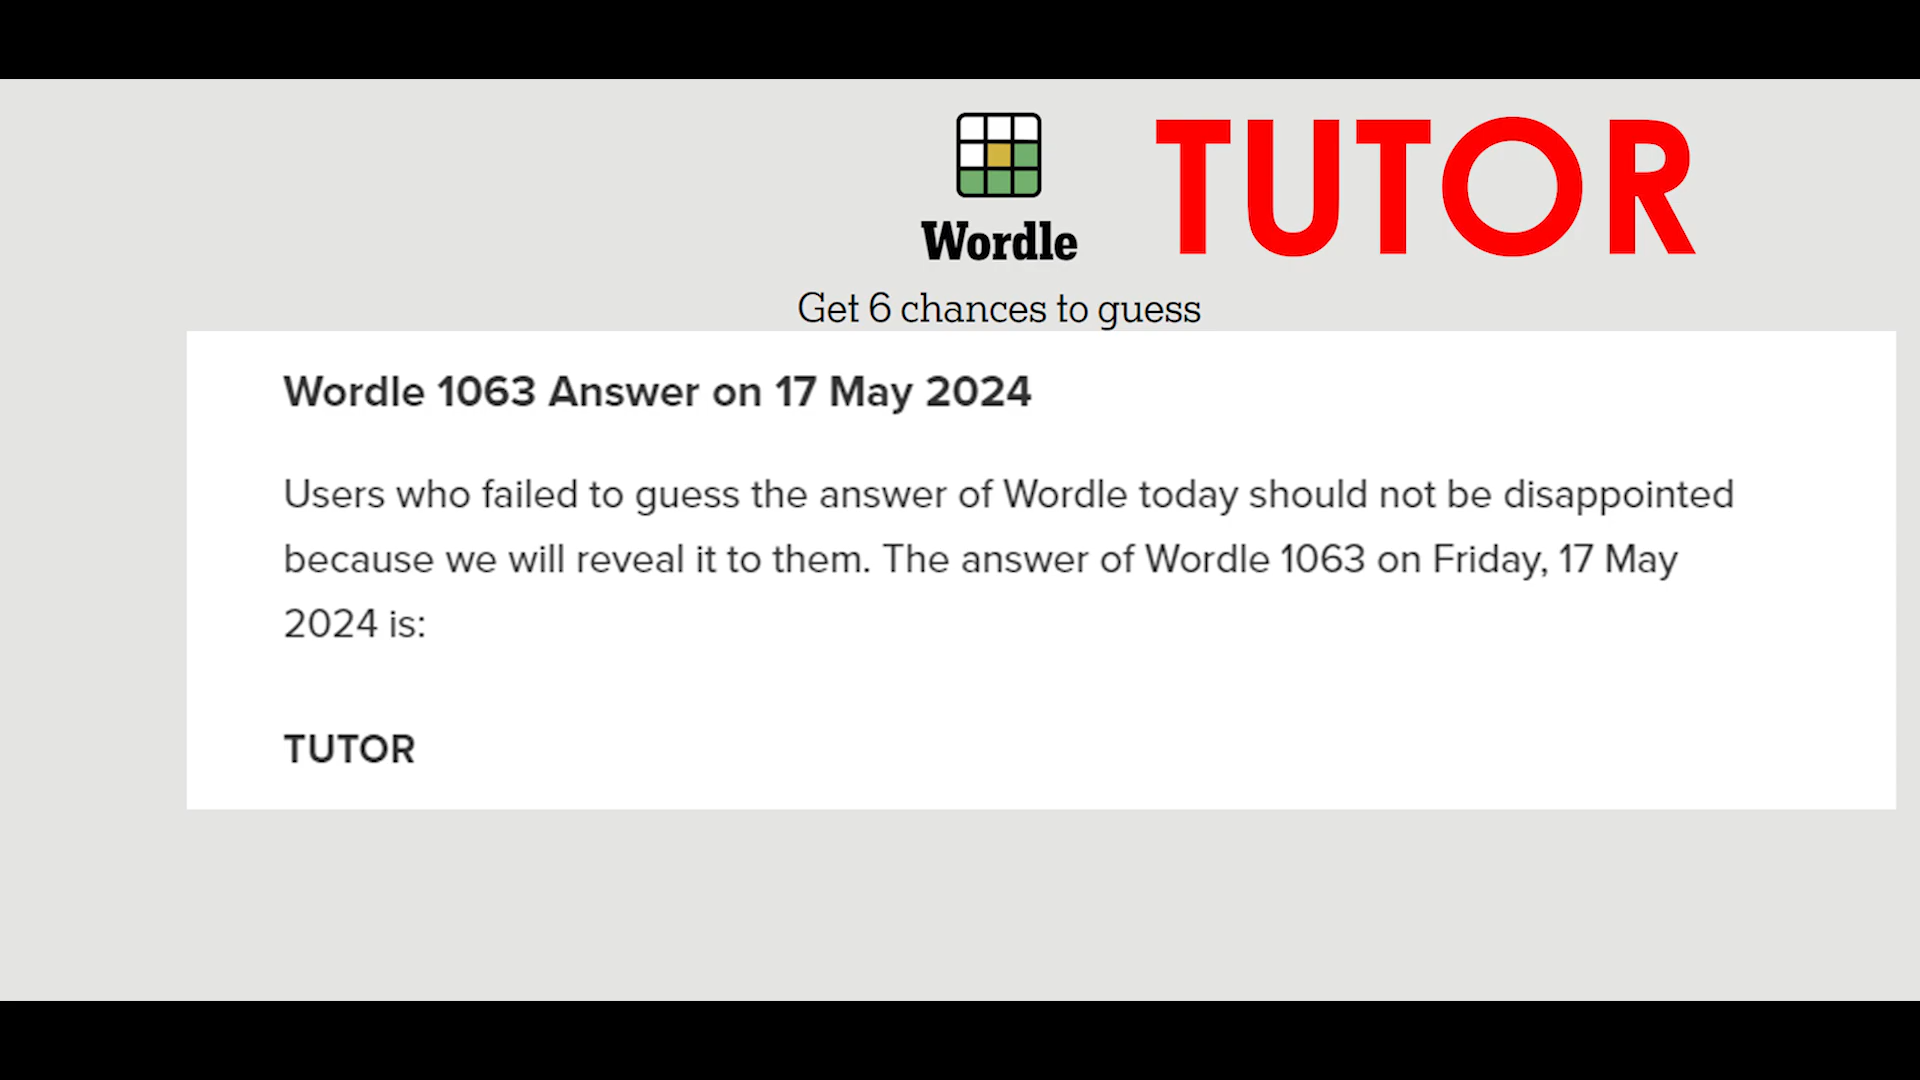 TUTOR
Wordle
Get 6 chances to guess
Wordle 1063 Answer on 17 May 2024
Users who failed to guess the answer of Wordle today should not be disappointed
because we will reveal it to them. The answer of Wordle 1063 on Friday, 17 May
2024 is:
TUTOR